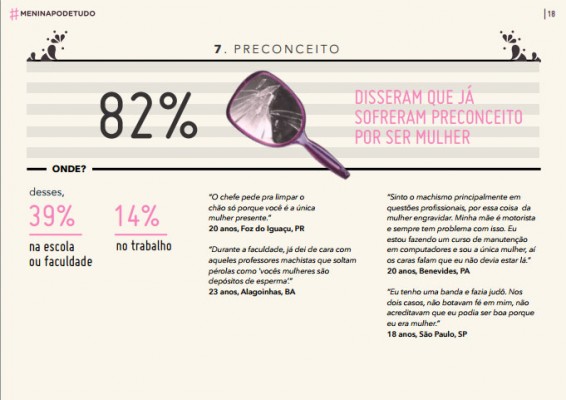 #MENINAPODETUDO
|18
7. PRECONCEITO
82%
DISSERAM QUE JÁ
SOFRERAM PRECONCEITO
POR SER MULHER
ONDE?
desses,
39%
na escola
ou faculdade
14%
no trabalho
"O chefe pede pra limpar o
chão só porque você é a única
mulher presente."
20 anos, Foz do Iguaçu, PR
"Durante a faculdade, já dei de cara com
aqueles professores machistas que soltam
pérolas como 'vocês mulheres são
depósitos de esperma'."
23 anos, Alagoinhas, BA
"Sinto o machismo principalmente em
questões profissionais, por essa coisa da
mulher engravidar. Minha mãe é motorista
e sempre tem problema com isso. Eu
estou fazendo um curso de manutenção
em computadores e sou a única mulher, aí
os caras falam que eu não devia estar lá."
20 anos, Benevides, PA
"Eu tenho uma banda e fazia judô. Nos
dois casos, não botavam fé em mim, não
acreditavam que eu podia ser boa porque
eu era mulher."
18 anos, São Paulo, SP